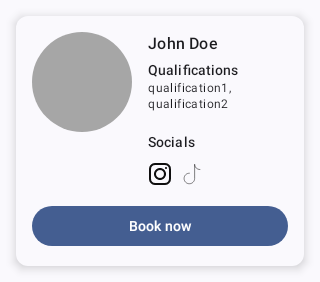 John Doe
Qualifications
qualification1,
qualification2
Socials
Book now